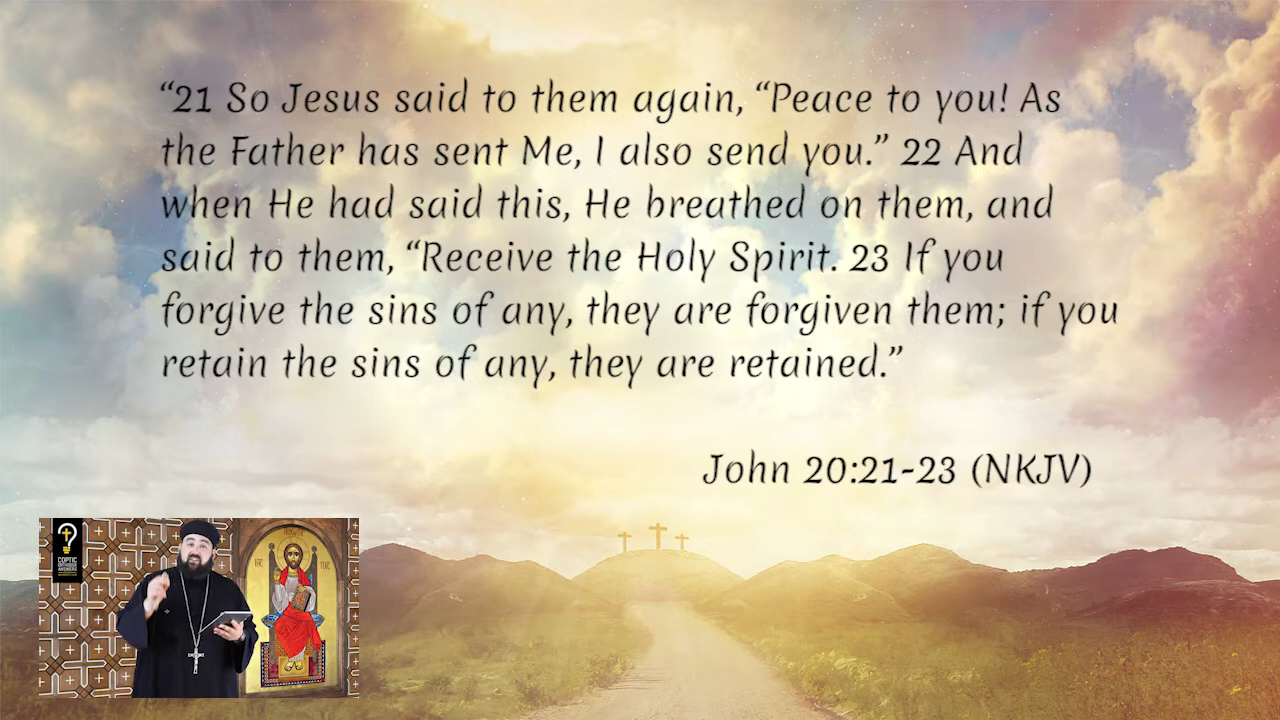 “21 So Jesus said to them again, “Peace to you! As
the Father has sent Me, I also send you.” 22 And
when He had said this, He breathed on them, and
said to them, “Receive the Holy Spirit. 23 If you
forgive the sins of any, they are forgiven them; if you
retain the sins of any, they are retained.”
John 20:21-23 (NKJV)
COPTIC
ORTHODOX
ANSWERS